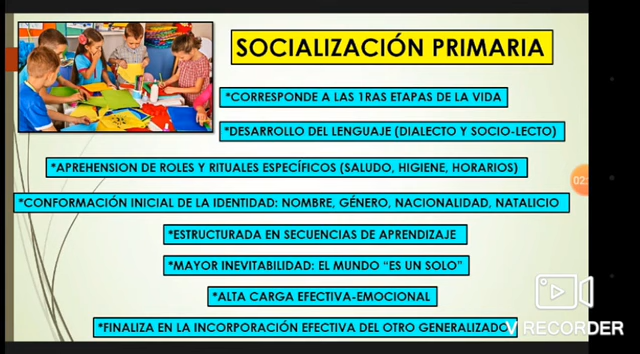 SOCIALIZACIÓN PRIMARIA
*CORRESPONDE A LAS 1RAS ETAPAS DE LA VIDA
*DESARROLLO DEL LENGUAJE (DIALECTO Y SOCIO-LECTO)
*APREHENSION DE ROLES Y RITUALES ESPECÍFICOS (SALUDO, HIGIENE, HORARIOS)
*CONFORMACIÓN INICIAL DE LA IDENTIDAD: NOMBRE, GÉNERO, NACIONALIDAD, NATALICIO
*ESTRUCTURADA EN SECUENCIAS DE APRENDIZAJE
*MAYOR INEVITABILIDAD: EL MUNDO "ES UN SOLO"
*ALTA CARGA EFECTIVA-EMOCIONAL
*FINALIZA EN LA INCORPORACIÓN EFECTIVA DEL OTRO GENERALIZADO
V RECORDER